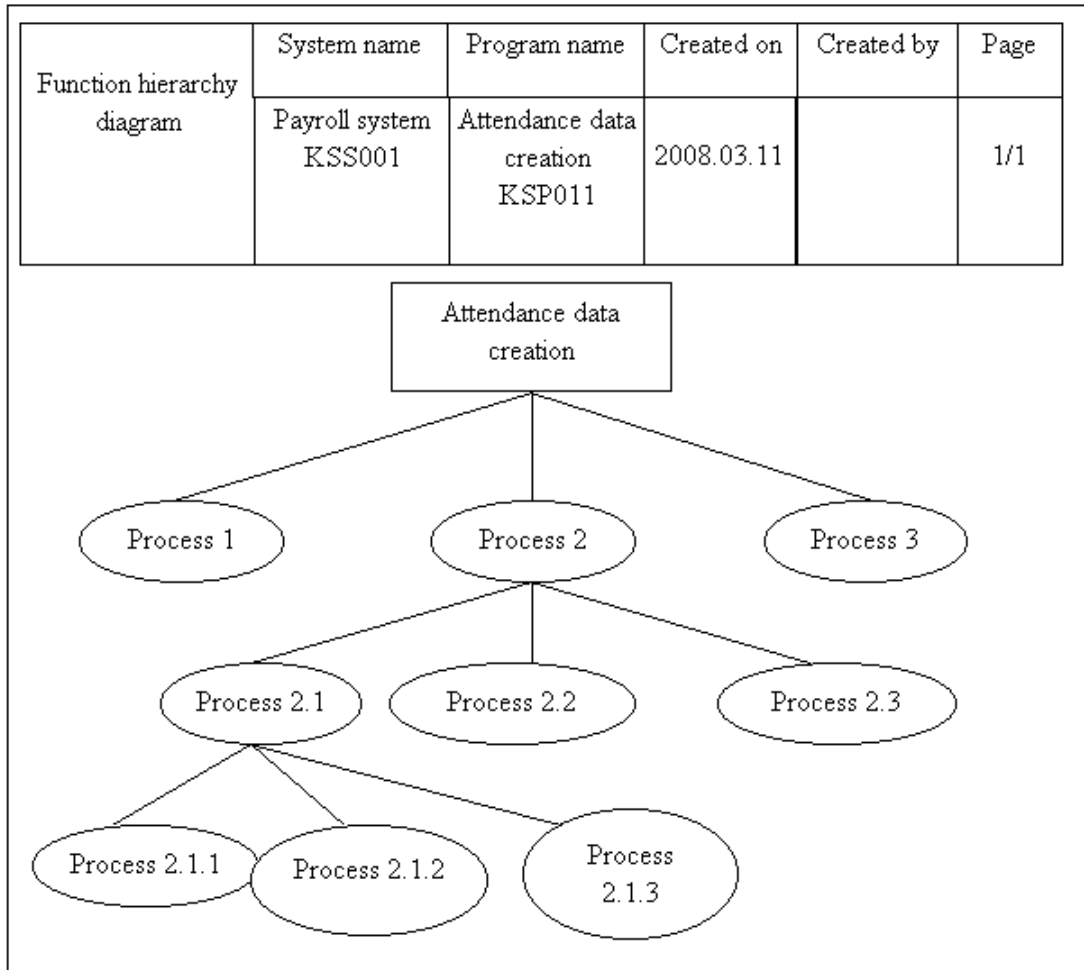 Function hierarchy
diagram
System name
Program name
Created on
Created by
Page
Payroll system
KSS001
Attendance data
creation
KSP011
2008.03.11
1/1
Attendance data
creation
Process 1
Process 2
Process 3
Process 2.1
Process 2.2
Process 2.3
Process 2.1.1
Process 2.1.2
Process
2.1.3